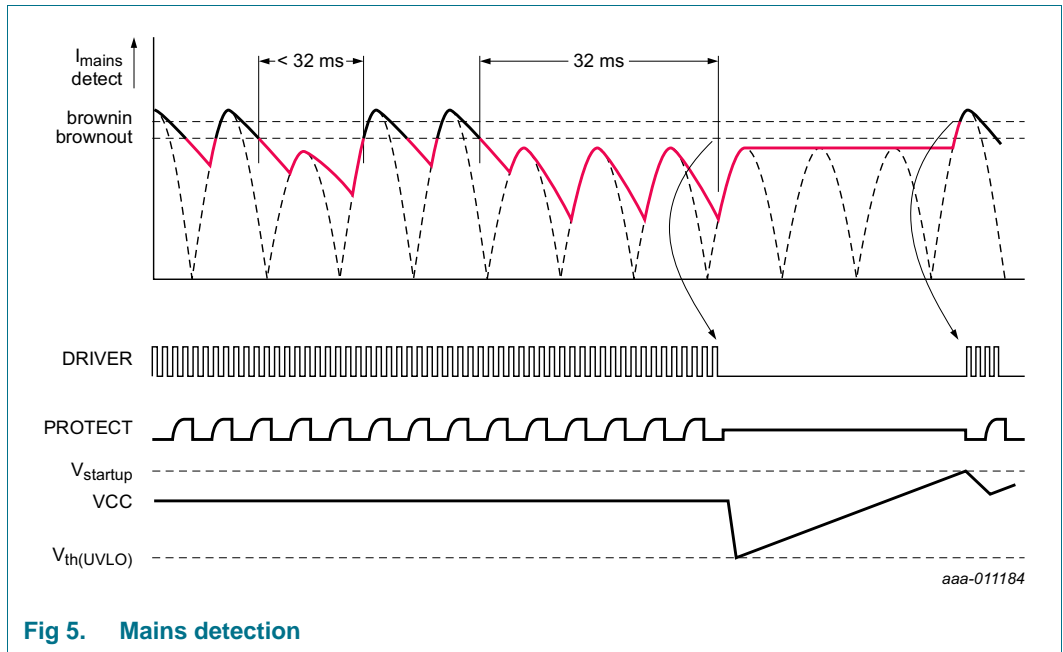 I mains detect
< 32 ms
32 ms
brownin
brownout
DRIVER
PROTECT
Vstartup
VCC
Vth(UVLO)
aaa-011184
Fig 5. Mains detection